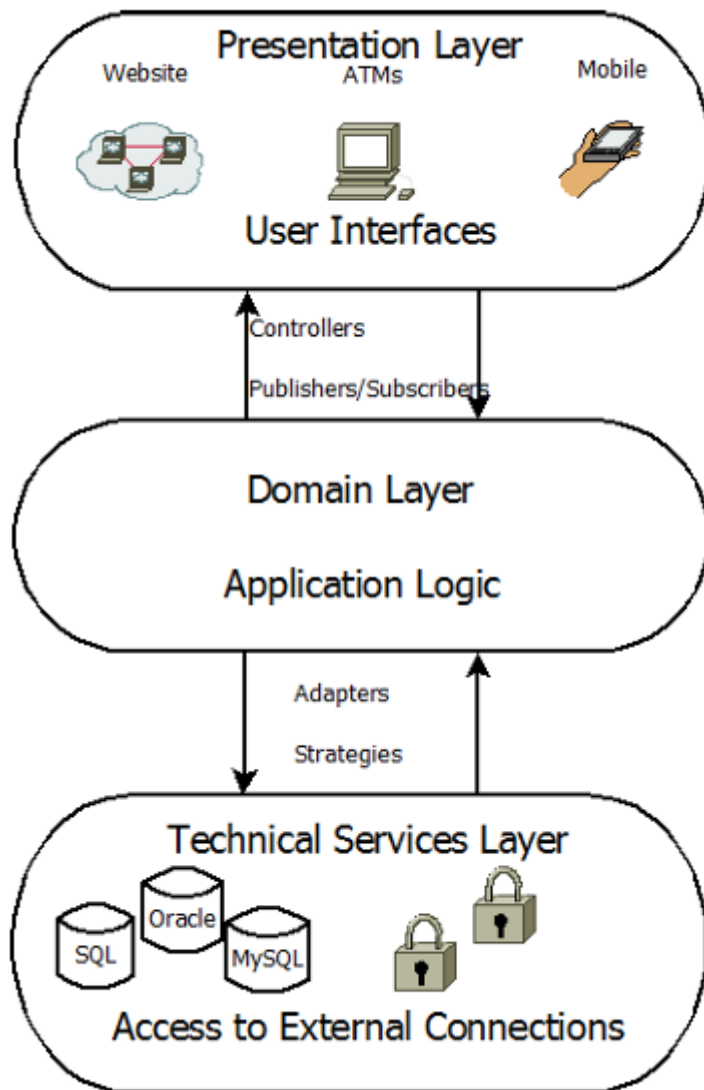 Presentation Layer
Website ATMs Mobile
User Interfaces
Controllers
Publishers/Subscribers
Domain Layer
Application Logic
Adapters
Strategies
Technical Services Layer
SQL Oracle MySQL
Access to External Connections